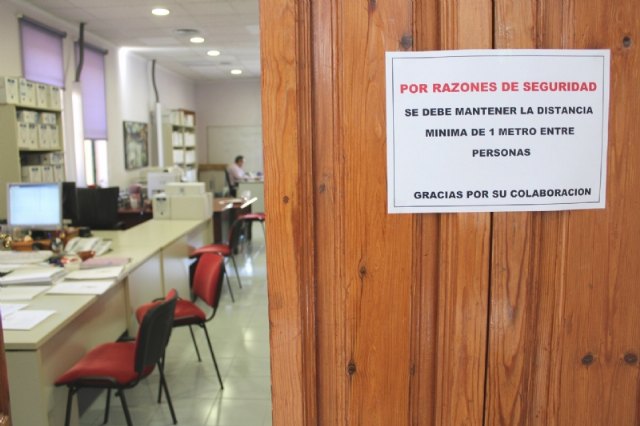 POR RAZONES DE SEGURIDAD
SE DEBE MANTENER LA DISTANCIA
MINIMA DE 1 METRO ENTRE
PERSONAS
GRACIAS POR SU COLABORACION